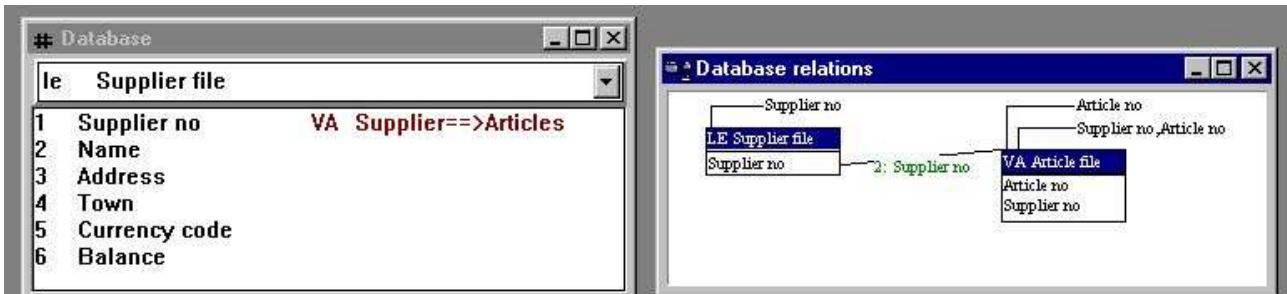 Database
le Supplier file
1 Supplier no VA Supplier==>Articles
2 Name
3 Address
4 Town
5 Currency code
6 Balance
Database relations
Supplier no
LE Supplier file
Supplier no
2: Supplier no
Article no
Supplier no ,Article no
VA Article file
Article no
Supplier no